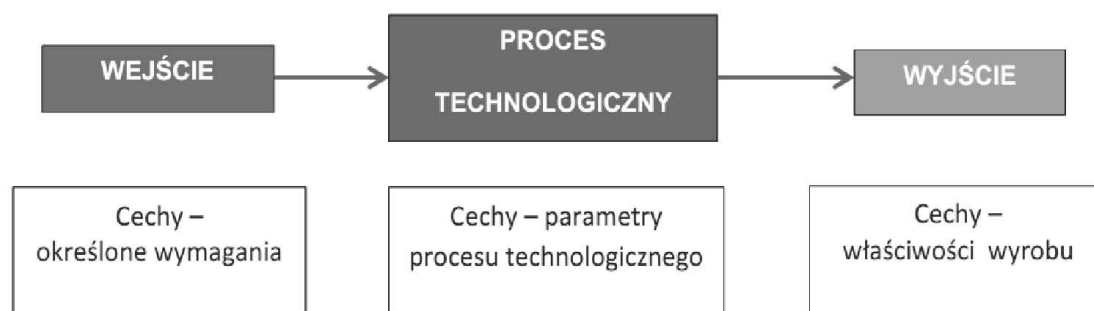 WEJŚCIE
PROCES
TECHNOLOGICZNY
WYJŚCIE
Cechy –
określone wymagania
Cechy – parametry
procesu technologicznego
Cechy –
właściwości wyrobu